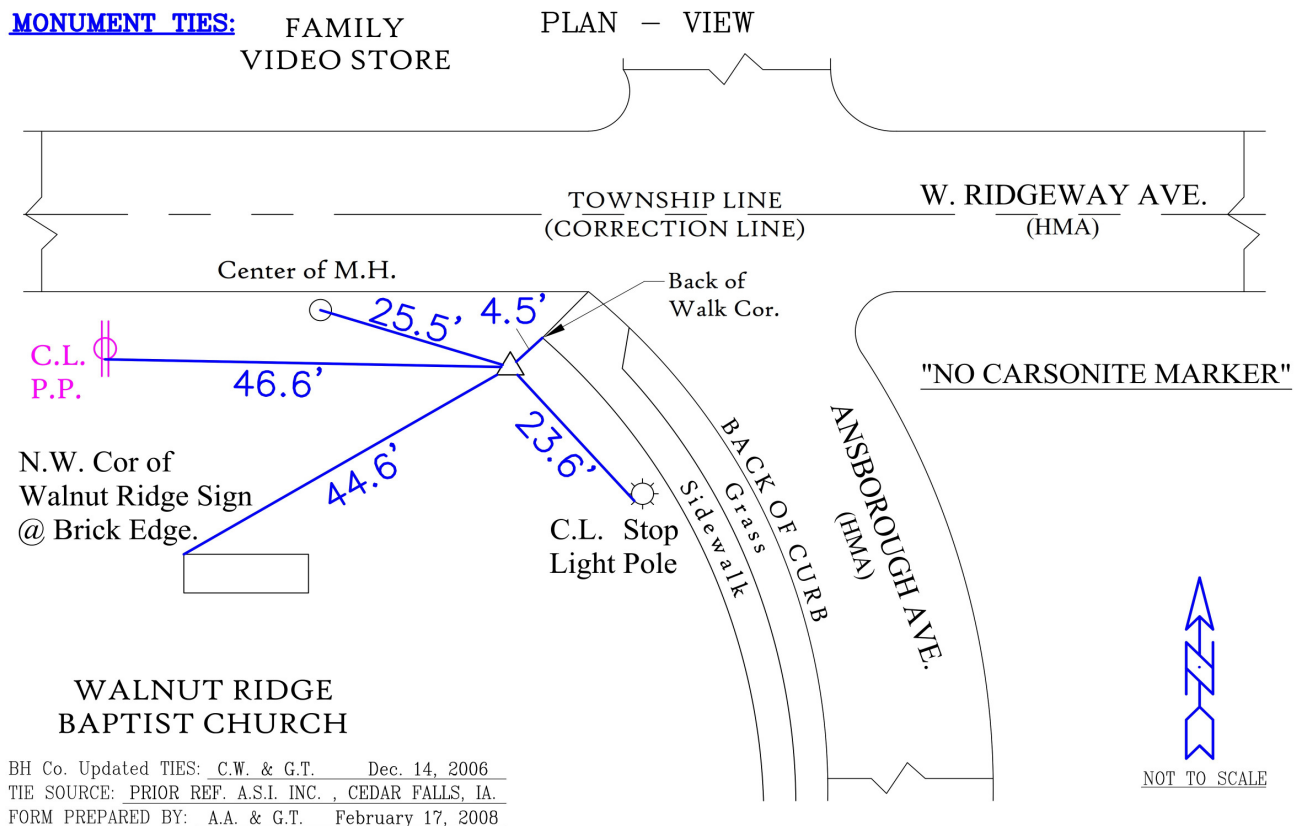 MONUMENT TIES:
FAMILY
VIDEO STORE
PLAN - VIEW
TOWNSHIP LINE
(CORRECTION LINE)
W. RIDGEWAY AVE.
(HMA)
Center of M.H.
Back of
Walk Cor.
25.5'
4.5'
C.L.
P.P.
46.6'
"NO CARSONITE MARKER"
N.W. Cor of
Walnut Ridge Sign
@ Brick Edge.
44.6'
23.6'
C.L. Stop
Light Pole
Sidewalk
Grass
BACK OF CURB
ANSBOROUGH AVE.
(HMA)
WALNUT RIDGE
BAPTIST CHURCH
N
NOT TO SCALE
BH Co. Updated TIES: C.W. & G.T. Dec. 14, 2006
TIE SOURCE: PRIOR REF. A.S.I. INC. , CEDAR FALLS, IA.
FORM PREPARED BY: A.A. & G.T. February 17, 2008